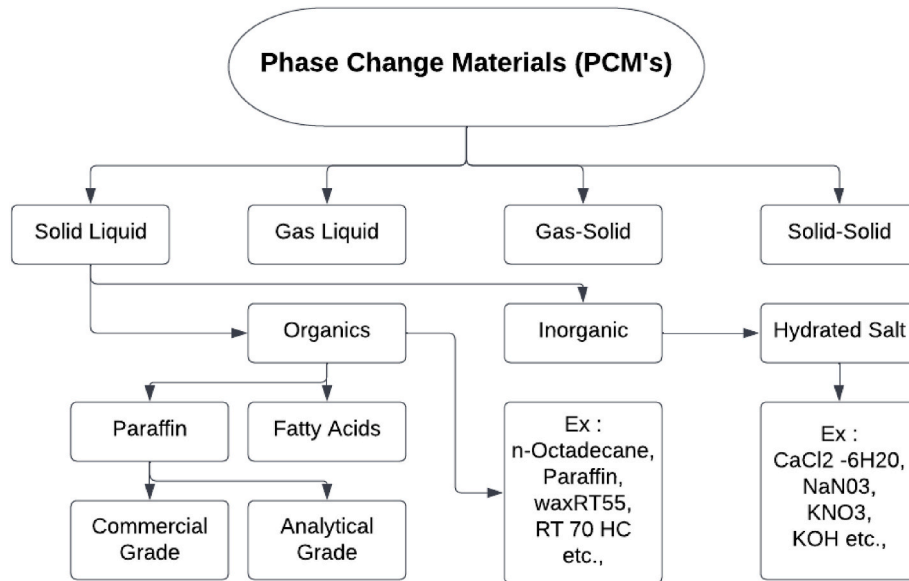 Phase Change Materials (PCM's)
Solid Liquid
Gas Liquid
Gas-Solid
Solid-Solid
Organics
Inorganic
Hydrated Salt
Paraffin
Fatty Acids
Ex :
n-Octadecane,
Paraffin,
waxRT55,
RT 70 HC
etc.,
Ex :
CaCl2 -6H20,
NaN03,
KNO3,
KOH etc.,
Commercial
Grade
Analytical
Grade